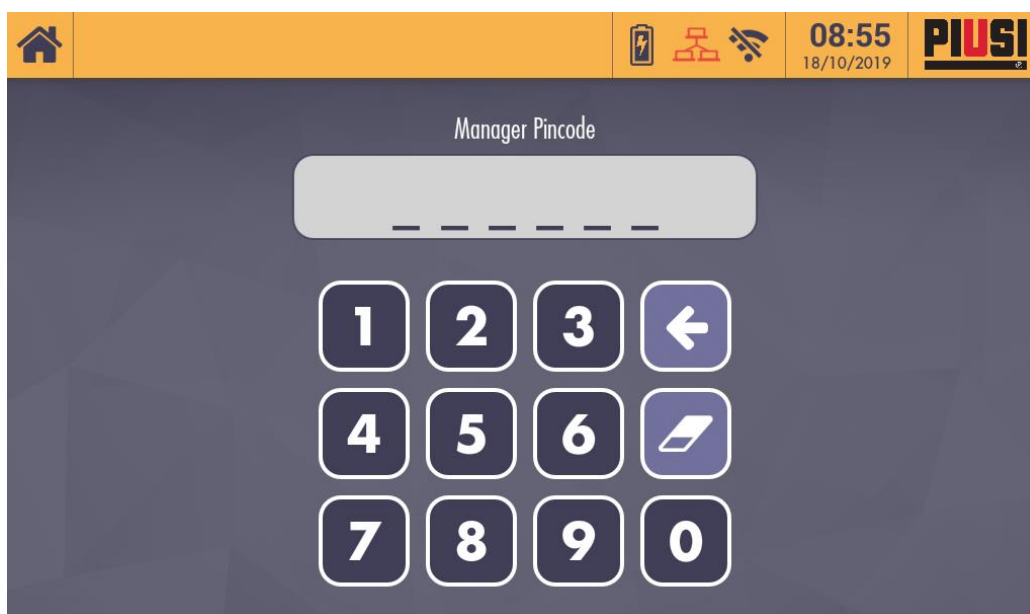 08:55
18/10/2019
PIUSI
Manager Pincode
_ _ _ _ _ _
1 2 3
4 5 6
7 8 9 0